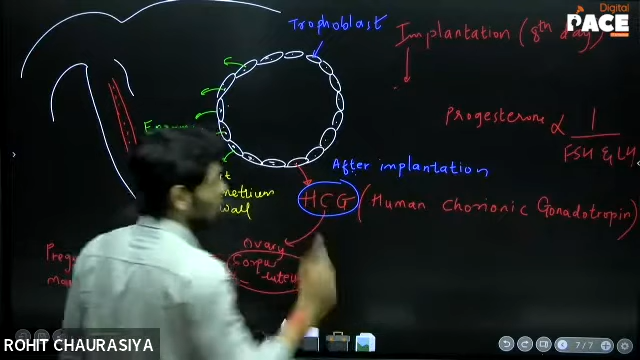 Digital
PACE
Trophoblast
Implantation (8th day)
Progesterone ∝ 1
FSH & LH
After implantation
HCG (Human Chorionic Gonadotropin)
wall
Ovary
Corpus
ROHIT CHAURASIYA
7/7